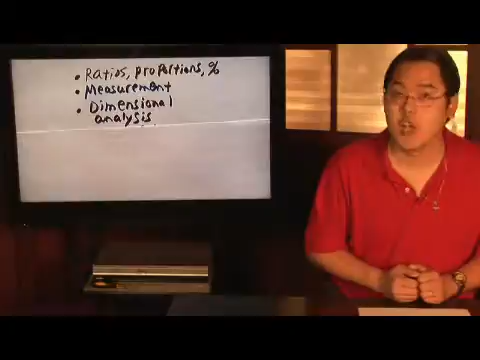 • Ratios, proportions, %
• Measurement
• Dimensional
analysis